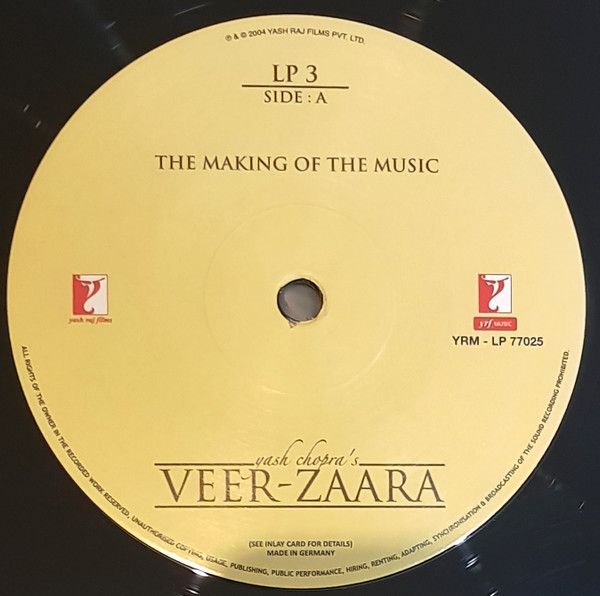 ℗ & © 2004 YASH RAJ FILMS PVT. LTD.
LP 3
SIDE : A
THE MAKING OF THE MUSIC
yash raj films
yrf MUSIC
YRM - LP 77025
yash chopra's
VEER-ZAARA
(SEE INLAY CARD FOR DETAILS)
MADE IN GERMANY
ALL RIGHTS OF THE OWNER IN THE RECORDED WORK RESERVED, UNAUTHORISED COPYING, USAGE, PUBLISHING, PUBLIC PERFORMANCE, HIRING, RENTING, ADAPTING, SYNCHRONISATION & BROADCASTING OF THE SOUND RECORDING PROHIBITED.